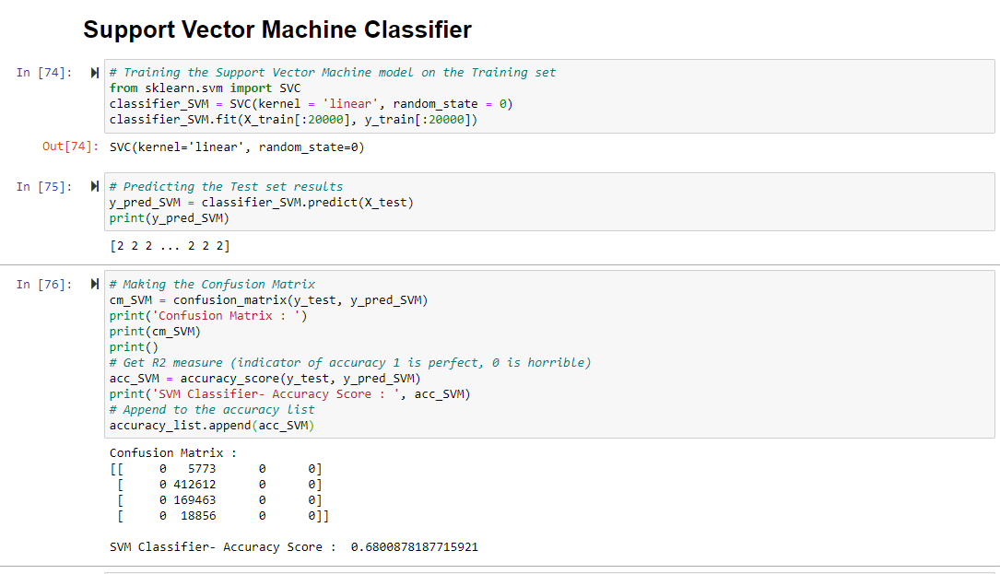 Support Vector Machine Classifier
In [74]:
# Training the Support Vector Machine model on the Training set
from sklearn.svm import SVC
classifier_SVM = SVC(kernel = 'linear', random_state = 0)
classifier_SVM.fit(X_train[:20000], y_train[:20000])
Out[74]: SVC(kernel='linear', random_state=0)
In [75]:
# Predicting the Test set results
y_pred_SVM = classifier_SVM.predict(X_test)
print(y_pred_SVM)
[2 2 2 ... 2 2 2]
In [76]:
# Making the Confusion Matrix
cm_SVM = confusion_matrix(y_test, y_pred_SVM)
print('Confusion Matrix : ')
print(cm_SVM)
print()
# Get R2 measure (indicator of accuracy 1 is perfect, 0 is horrible)
acc_SVM = accuracy_score(y_test, y_pred_SVM)
print('SVM Classifier- Accuracy Score : ', acc_SVM)
# Append to the accuracy list
accuracy_list.append(acc_SVM)
Confusion Matrix :
[[     0   5773      0      0]
 [     0 412612      0      0]
 [     0 169463      0      0]
 [     0  18856      0      0]]
SVM Classifier- Accuracy Score :  0.6800878187715921